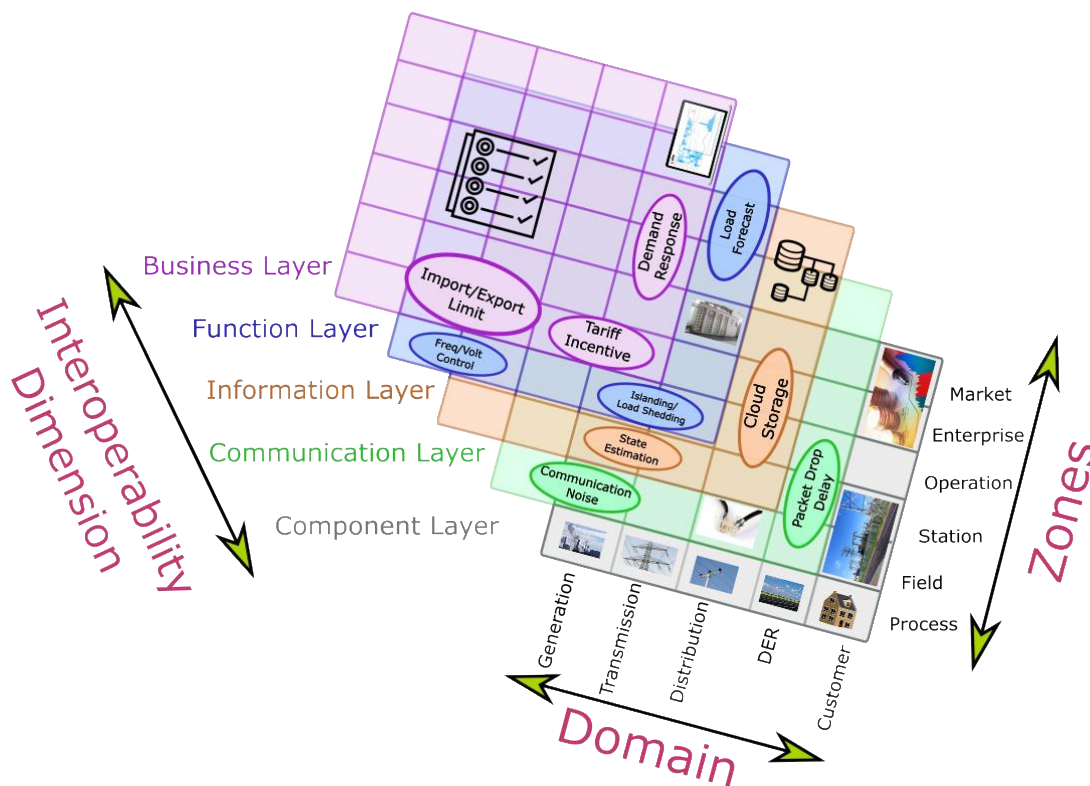 Business Layer
Function Layer
Information Layer
Communication Layer
Component Layer
Interoperability
Dimension
Import/Export
Limit
Demand
Response
Tariff
Incentive
Load
Forecast
Freq/Volt
Control
Islanding/
Load Shedding
State
Estimation
Cloud
Storage
Communication
Noise
Packet Drop
Delay
Market
Enterprise
Operation
Station
Field
Process
Zones
Generation
Transmission
Distribution
DER
Customer
Domain